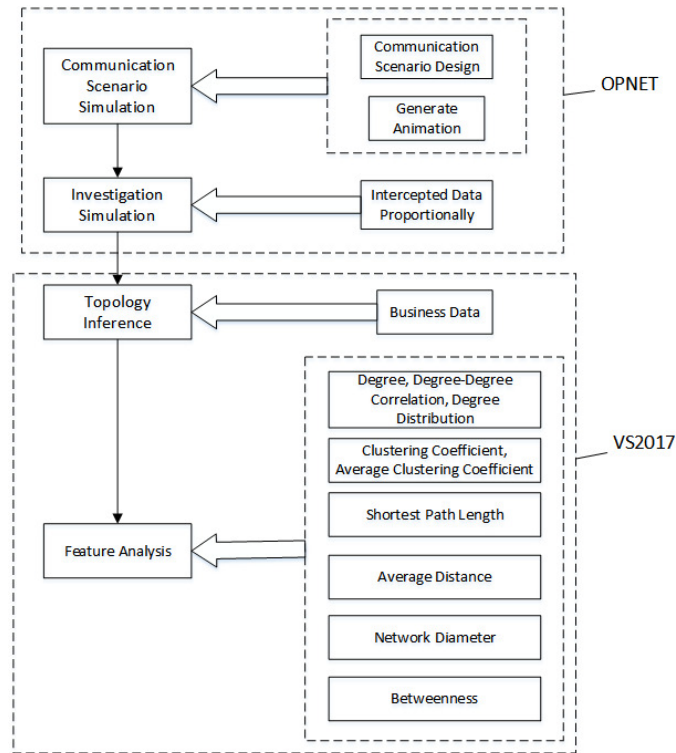 Communication
Scenario
Simulation
Communication
Scenario Design
Generate
Animation
OPNET
Investigation
Simulation
Intercepted Data
Proportionally
Topology
Inference
Business Data
Degree, Degree-Degree
Correlation, Degree
Distribution
Clustering Coefficient,
Average Clustering Coefficient
VS2017
Shortest Path Length
Feature Analysis
Average Distance
Network Diameter
Betweenness